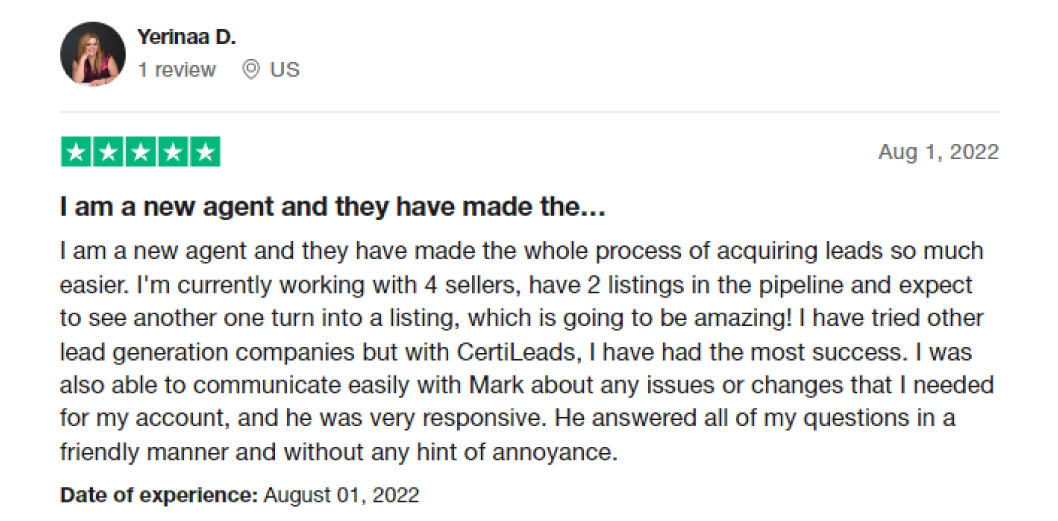 Yerinaa D.
1 review US
Aug 1, 2022
I am a new agent and they have made the...
I am a new agent and they have made the whole process of acquiring leads so much
easier. I'm currently working with 4 sellers, have 2 listings in the pipeline and expect
to see another one turn into a listing, which is going to be amazing! I have tried other
lead generation companies but with CertiLeads, I have had the most success. I was
also able to communicate easily with Mark about any issues or changes that I needed
for my account, and he was very responsive. He answered all of my questions in a
friendly manner and without any hint of annoyance.
Date of experience: August 01, 2022